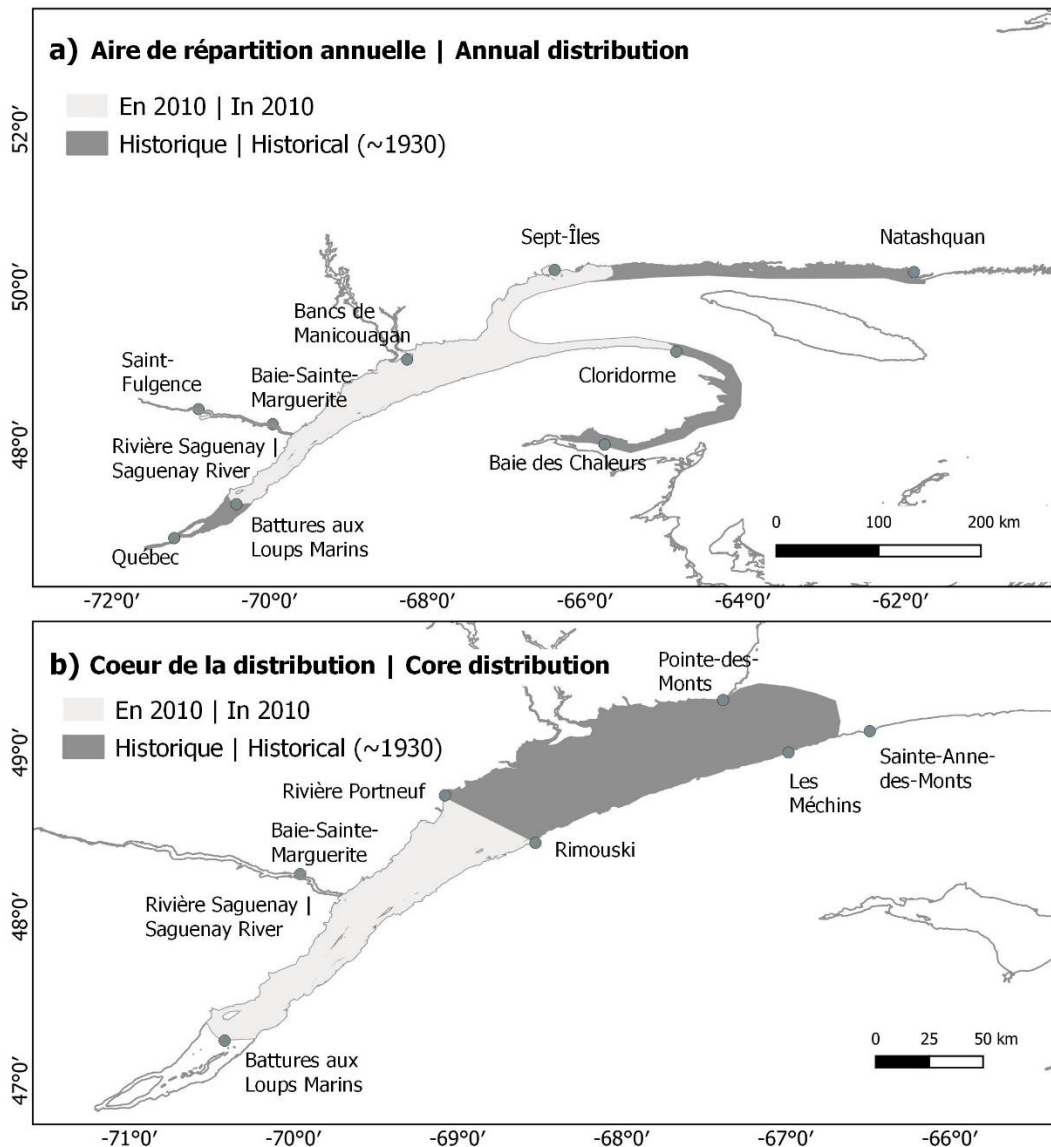 a) Aire de répartition annuelle | Annual distribution
En 2010 | In 2010
Historique | Historical (~1930)
52°0′
50°0′
48°0′
Sept-Îles
Natashquan
Bancs de
Manicouagan
Saint-
Fulgence
Baie-Sainte-
Marguerite
Cloridorme
Rivière Saguenay |
Saguenay River
Baie des Chaleurs
Battures aux
Loups Marins
Québec
0 100 200 km
-72°0′ -70°0′ -68°0′ -66°0′ -64°0′ -62°0′
b) Coeur de la distribution | Core distribution
En 2010 | In 2010
Historique | Historical (~1930)
49°0′
48°0′
47°0′
Pointe-des-
Monts
Sainte-Anne-
des-Monts
Les
Méchins
Rivière Portneuf
Rimouski
Baie-Sainte-
Marguerite
Rivière Saguenay |
Saguenay River
Battures aux
Loups Marins
0 25 50 km
-71°0′ -70°0′ -69°0′ -68°0′ -67°0′ -66°0′